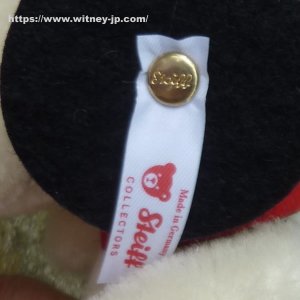 https://www.witney-jp.com/
Steiff
Made in Germany
Steiff
COLLECTORS